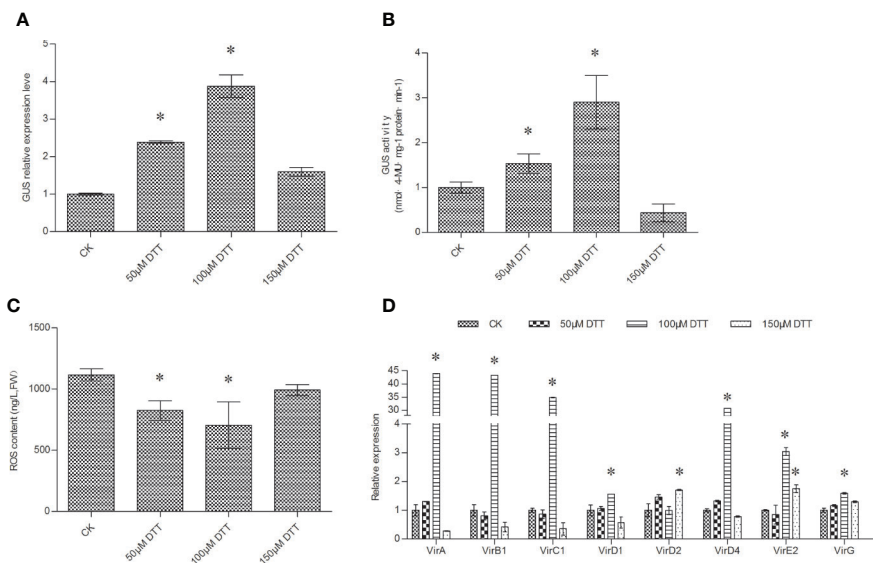 A
GUS relative expression leve
5
4
3
2
1
0
*
*
CK
50μM DTT
100μM DTT
150μM DTT
B
GUS activity
(nmol· 4-MU· mg-1 protein· min-1)
4
3
2
1
0
*
*
CK
50μM DTT
100μM DTT
150μM DTT
C
ROS content (ng/L,FW)
1500
1000
500
0
*
*
CK
50μM DTT
100μM DTT
150μM DTT
D
CK 50μM DTT 100μM DTT 150μM DTT
Relative expression
45
40
35
30
4
2
1
0
* * * * * * * * *
VirA VirB1 VirC1 VirD1 VirD2 VirD4 VirE2 VirG